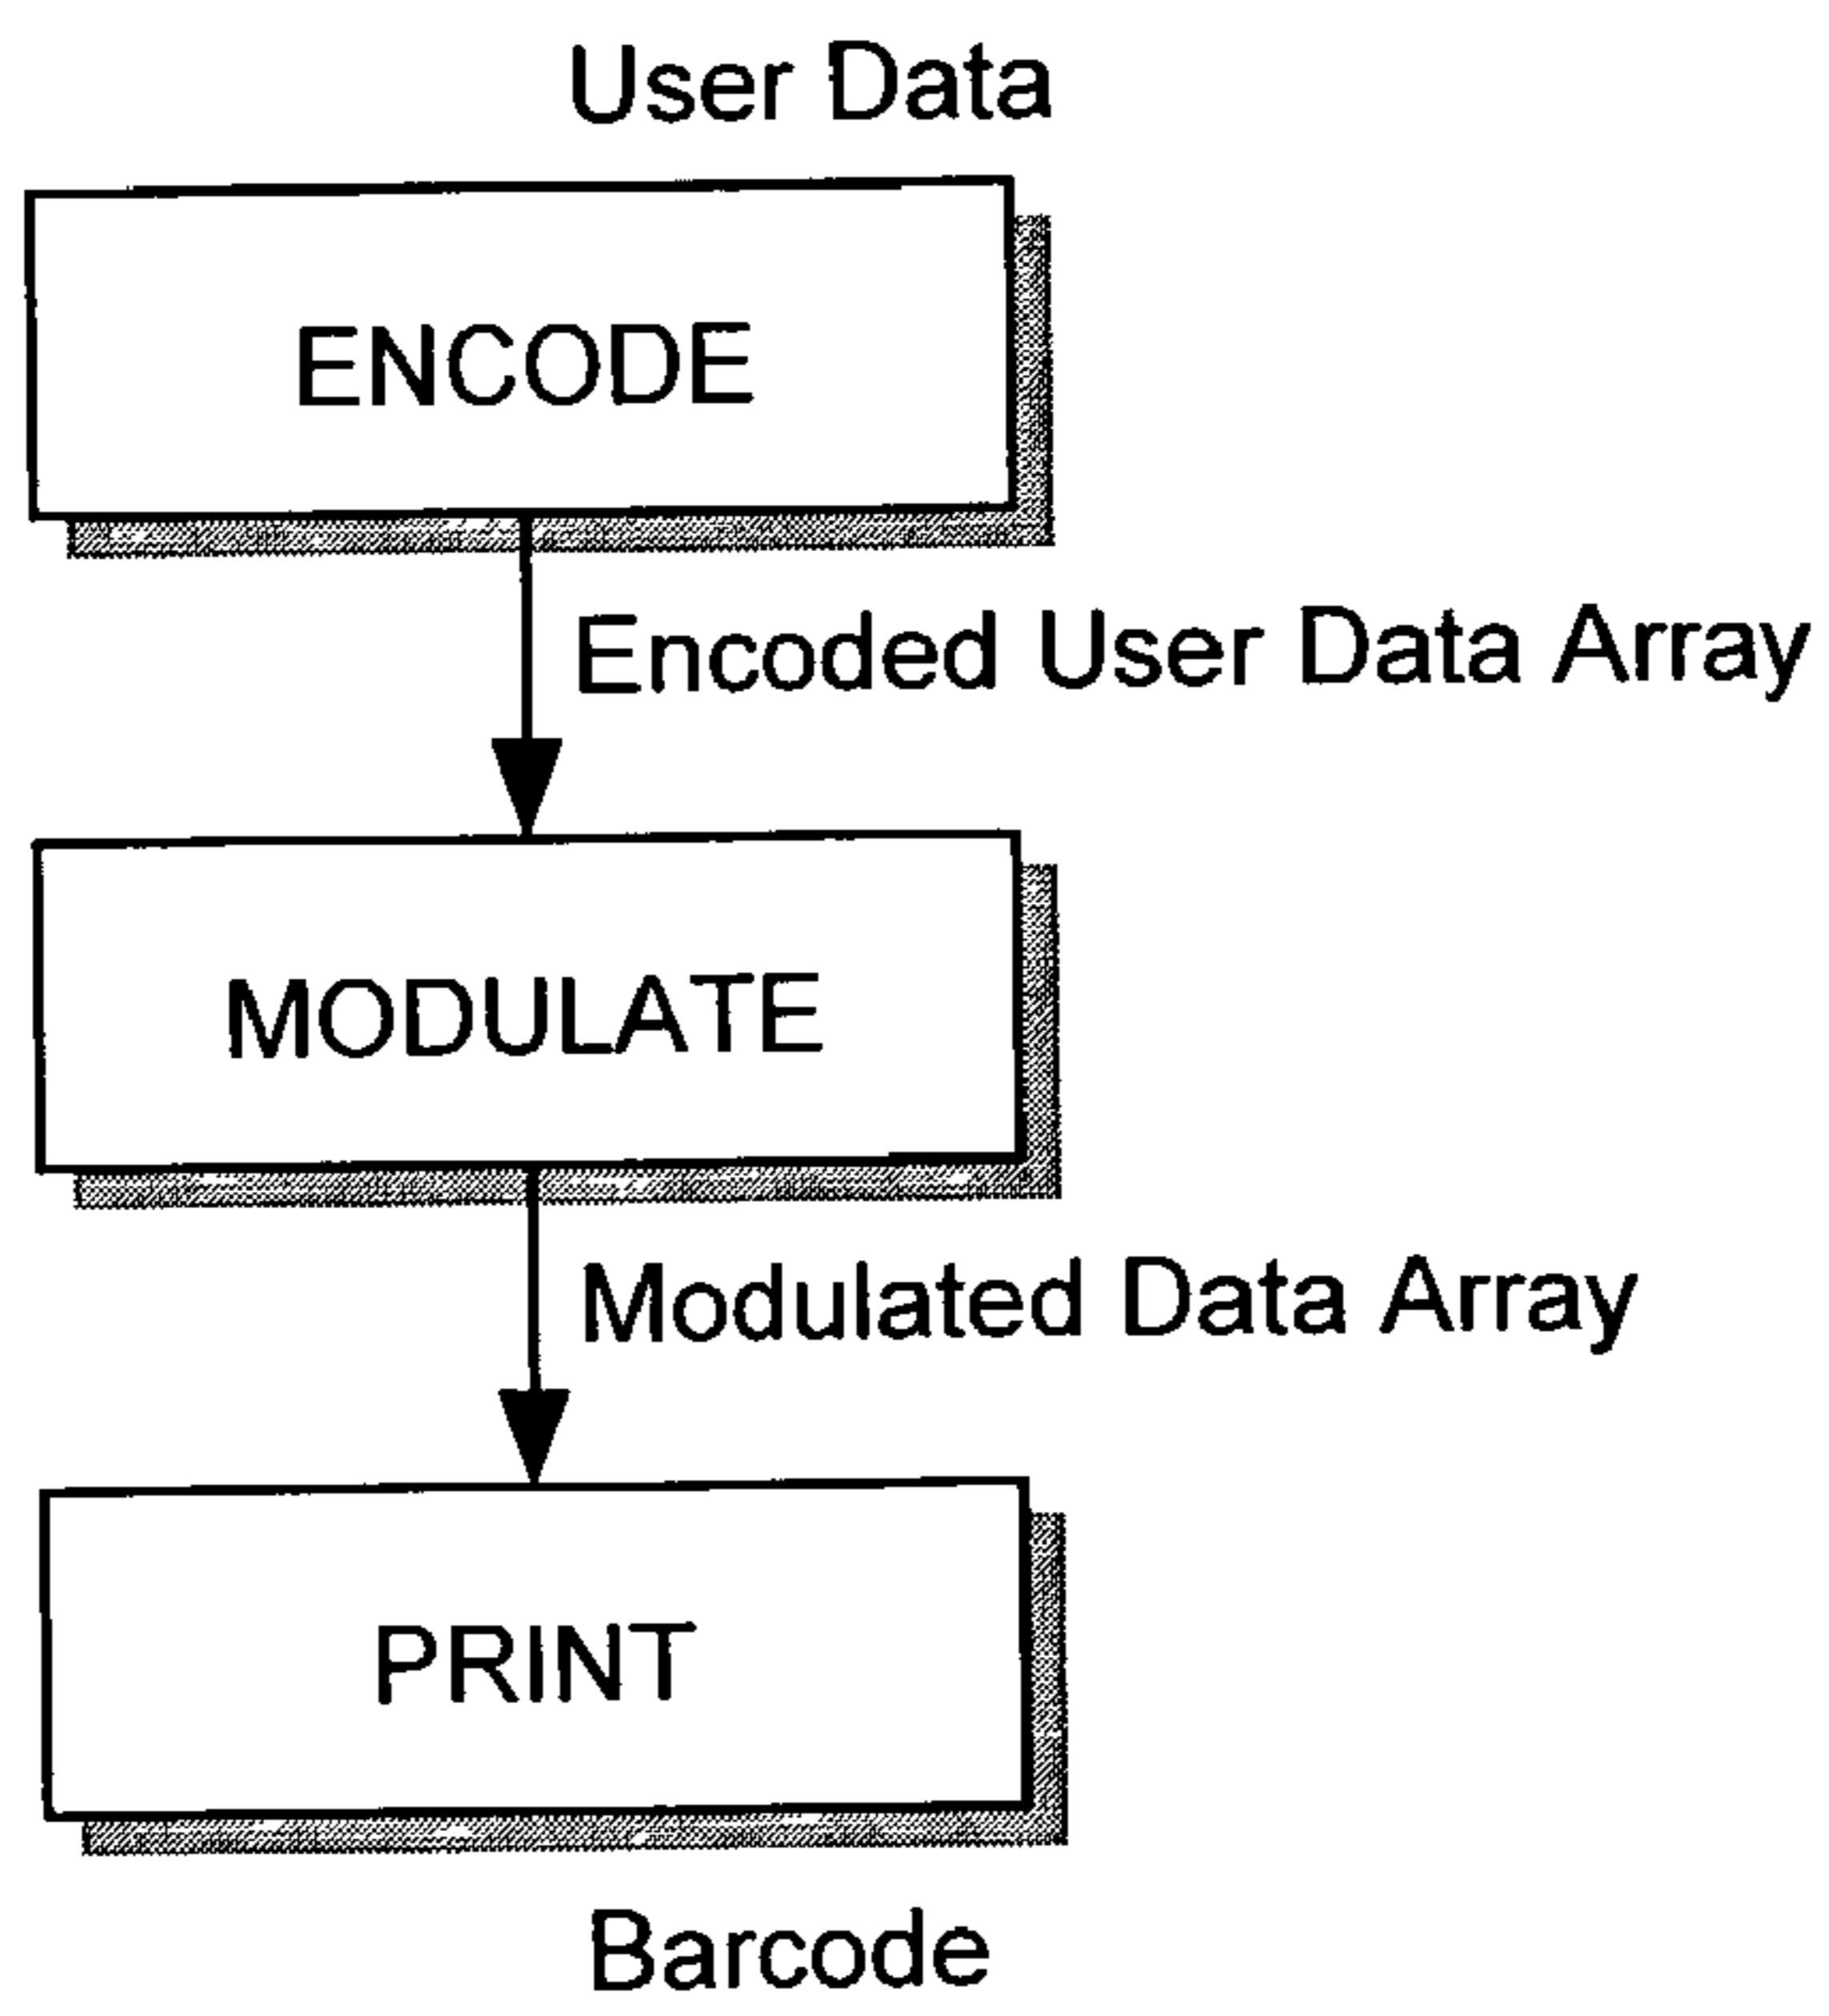 User Data
ENCODE
Encoded User Data Array
MODULATE
Modulated Data Array
PRINT
Barcode